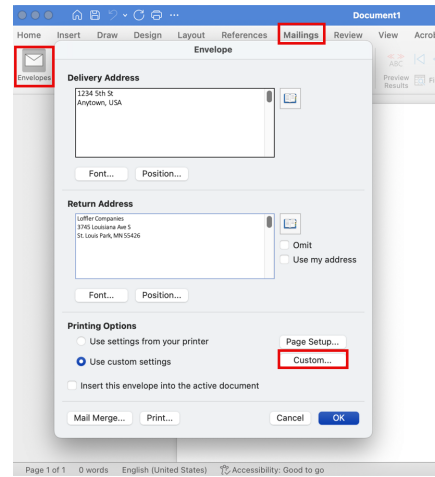 Document1
Home Insert Draw Design Layout References Mailings Review View Acrob
Envelope
Envelopes
ABC
Preview
Results
Fi
Delivery Address
1234 5th St
Anytown, USA
Font... Position...
Return Address
Loffler Companies
3745 Louisiana Ave S
St. Louis Park, MN 55426
Omit
Use my address
Font... Position...
Printing Options
Use settings from your printer Page Setup...
Use custom settings Custom...
Insert this envelope into the active document
Mail Merge... Print... Cancel OK
Page 1 of 1 0 words English (United States) Accessibility: Good to go